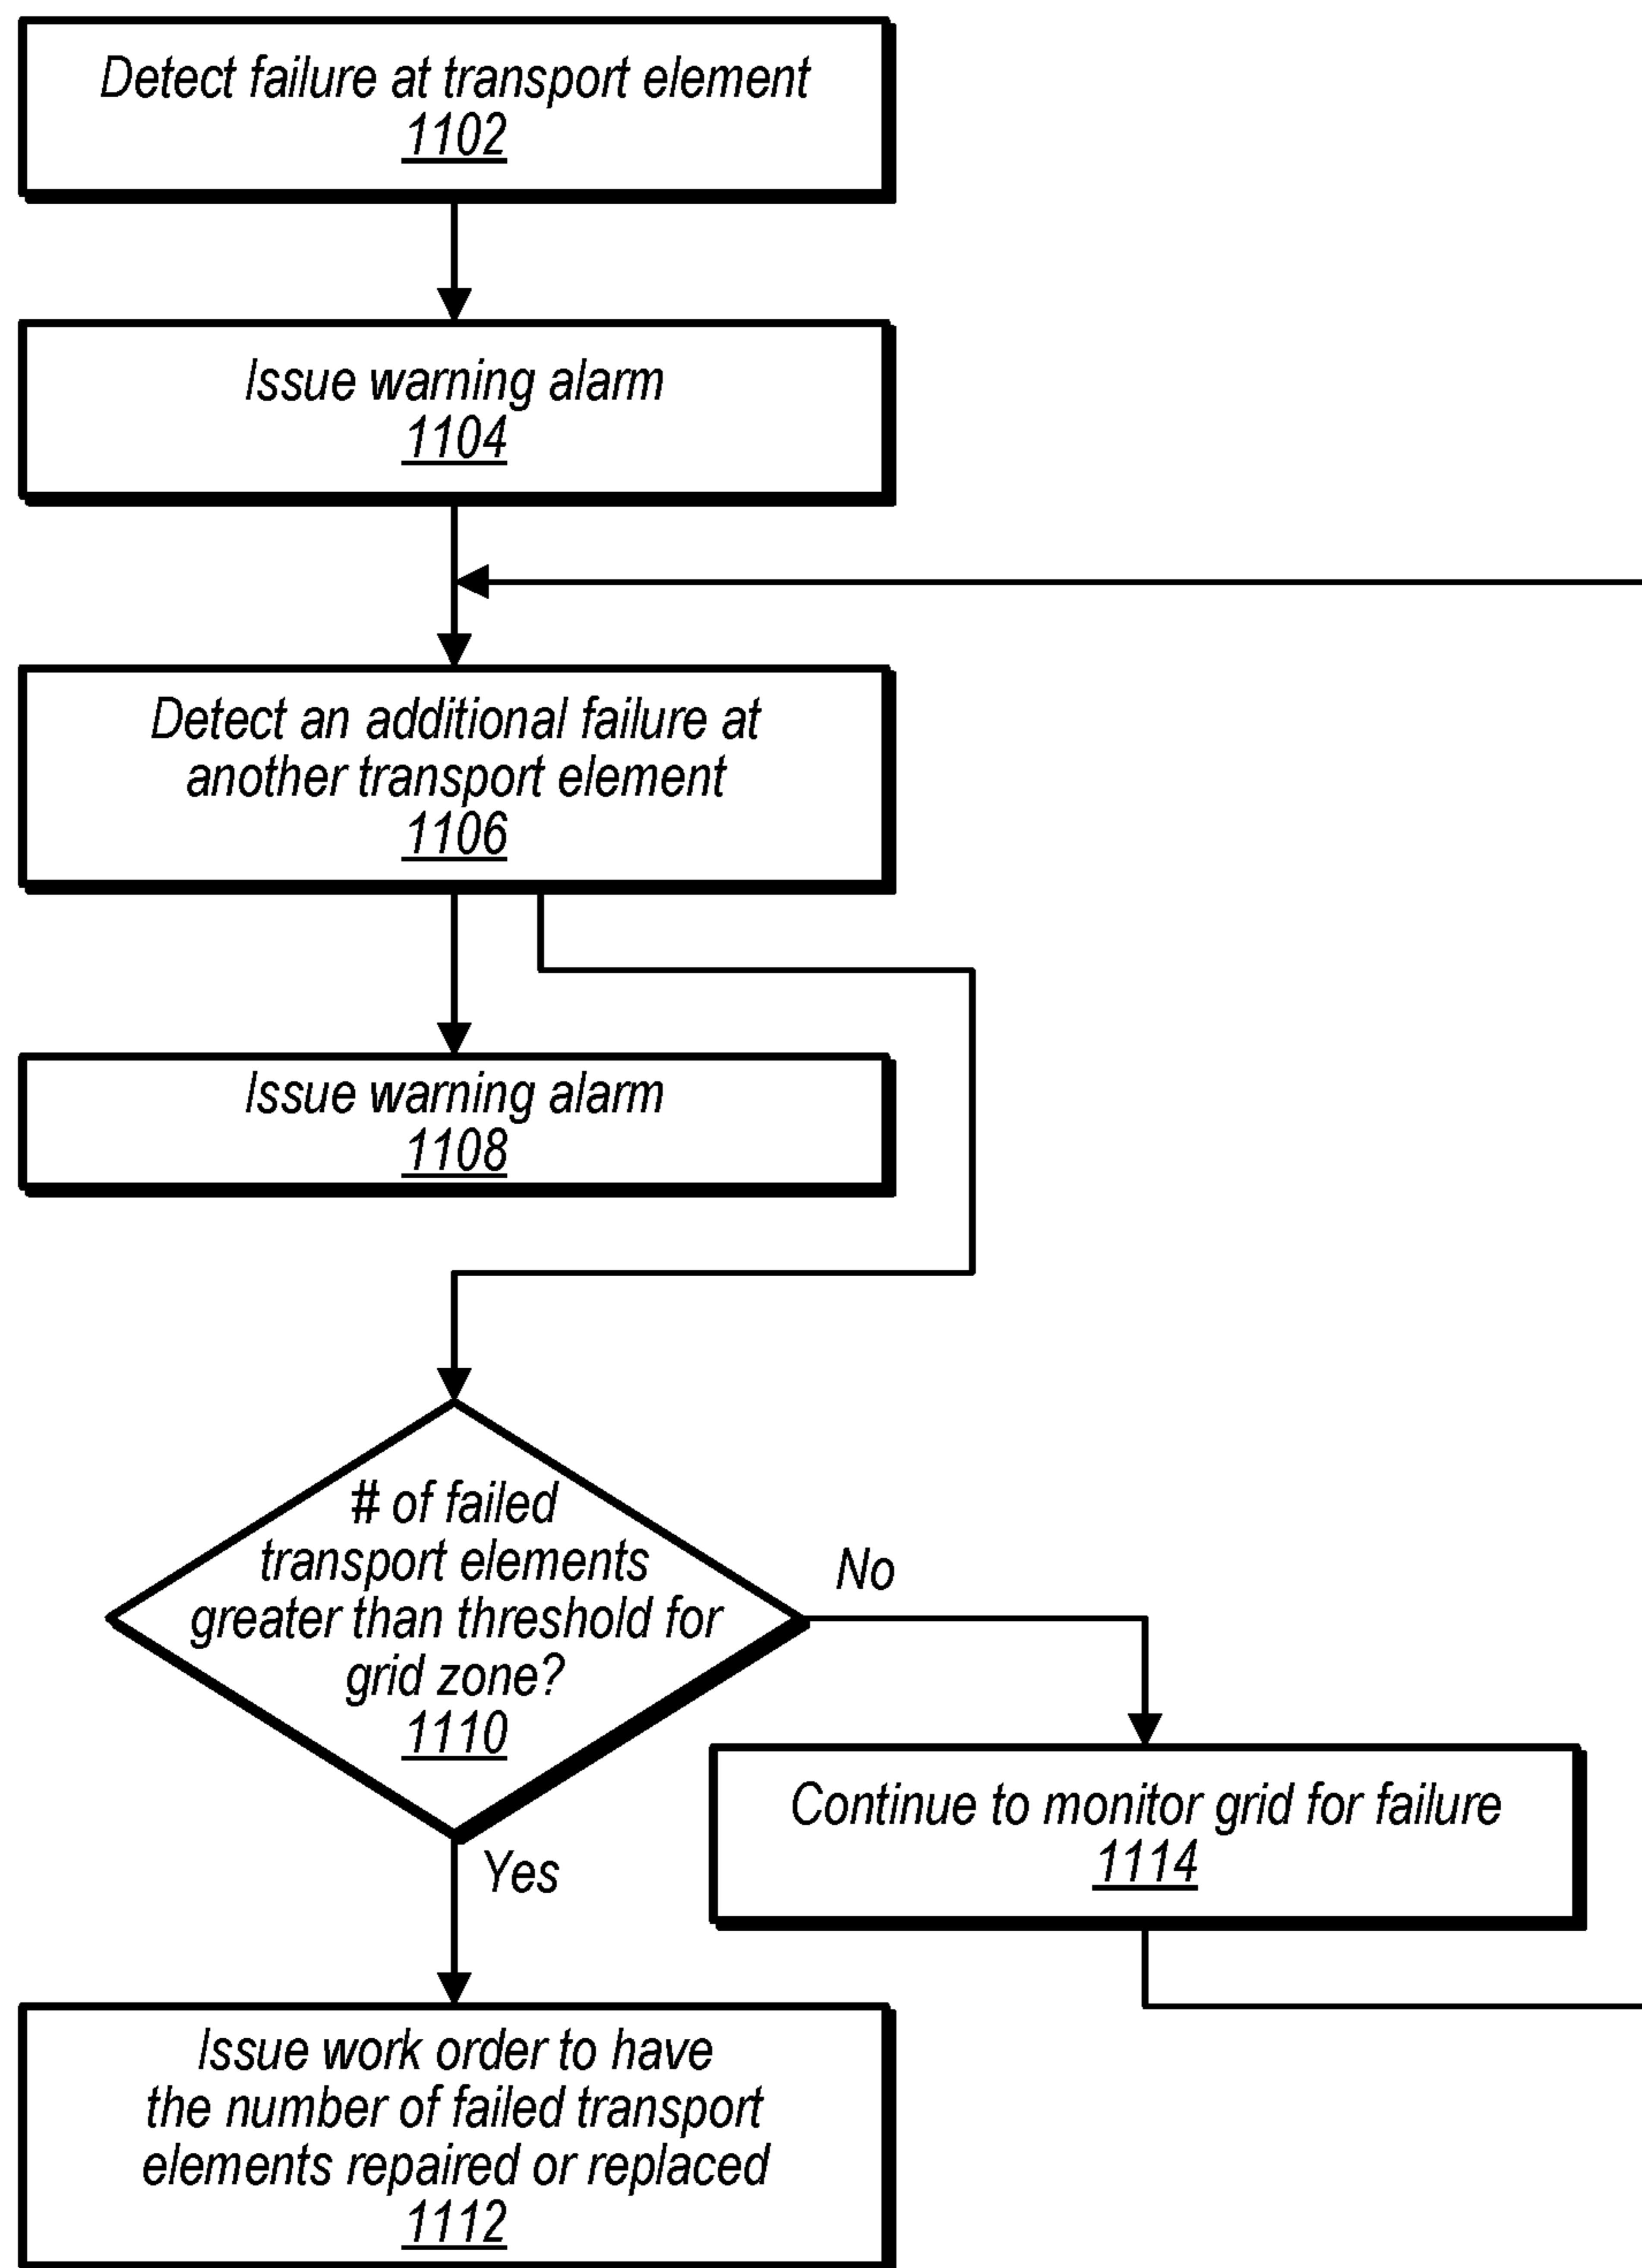 Detect failure at transport element
1102
Issue warning alarm
1104
Detect an additional failure at
another transport element
1106
Issue warning alarm
1108
# of failed
transport elements
greater than threshold for
grid zone?
1110
No
Yes
Continue to monitor grid for failure
1114
Issue work order to have
the number of failed transport
elements repaired or replaced
1112